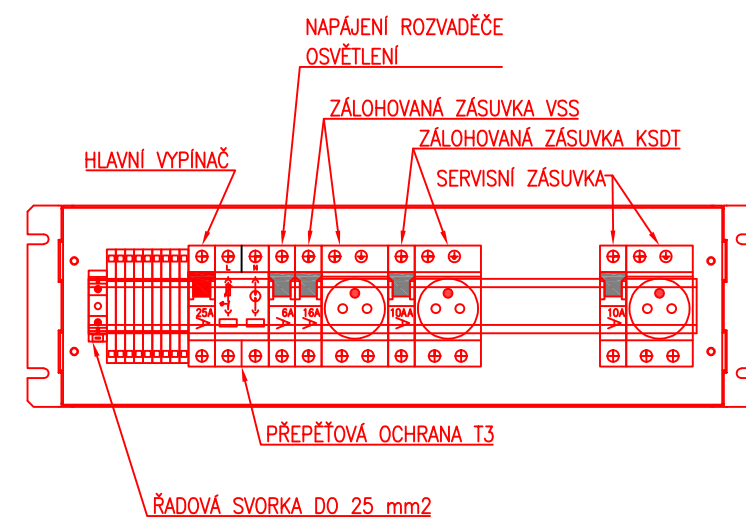 NAPÁJENÍ ROZVADĚČE
OSVĚTLENÍ
ZÁLOHOVANÁ ZÁSUVKA VSS
ZÁLOHOVANÁ ZÁSUVKA KSDT
HLAVNÍ VYPÍNAČ
SERVISNÍ ZÁSUVKA
L N
25A 6A 16A 10AA 10A
PŘEPĚŤOVÁ OCHRANA T3
ŘADOVÁ SVORKA DO 25 mm2